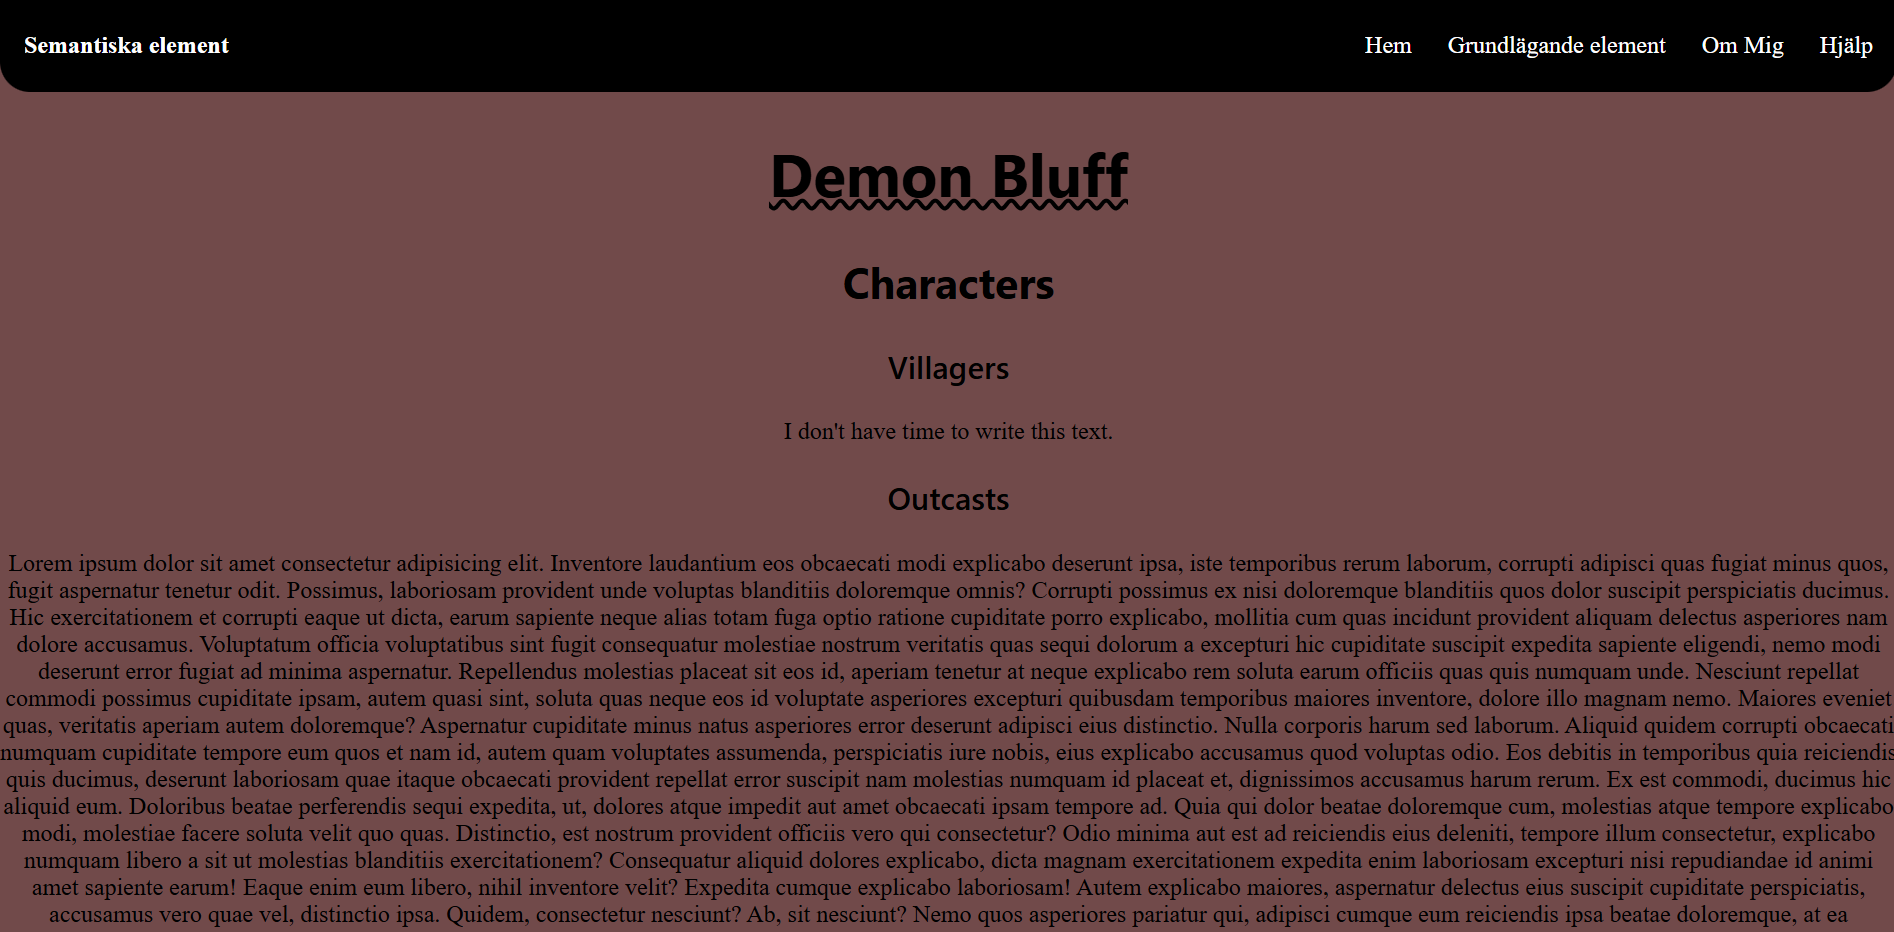 Semantiska element
Hem Grundlägande element Om Mig Hjälp
Demon Bluff
Characters
Villagers
I don't have time to write this text.
Outcasts
Lorem ipsum dolor sit amet consectetur adipisicing elit. Inventore laudantium eos obcaecati modi explicabo deserunt ipsa, iste temporibus rerum laborum, corrupti adipisci quas fugiat minus quos,
fugit aspernatur tenetur odit. Possimus, laboriosam provident unde voluptas blanditiis doloremque omnis? Corrupti possimus ex nisi doloremque blanditiis quos dolor suscipit perspiciatis ducimus.
Hic exercitationem et corrupti eaque ut dicta, earum sapiente neque alias totam fuga optio ratione cupiditate porro explicabo, mollitia cum quas incidunt provident aliquam delectus asperiores nam
dolore accusamus. Voluptatum officia voluptatibus sint fugit consequatur molestiae nostrum veritatis quas sequi dolorum a excepturi hic cupiditate suscipit expedita sapiente eligendi, nemo modi
deserunt error fugiat ad minima aspernatur. Repellendus molestias placeat sit eos id, aperiam tenetur at neque explicabo rem soluta earum officiis quas quis numquam unde. Nesciunt repellat
commodi possimus cupiditate ipsam, autem quasi sint, soluta quas neque eos id voluptate asperiores excepturi quibusdam temporibus maiores inventore, dolore illo magnam nemo. Maiores eveniet
quas, veritatis aperiam autem doloremque? Aspernatur cupiditate minus natus asperiores error deserunt adipisci eius distinctio. Nulla corporis harum sed laborum. Aliquid quidem corrupti obcaecati
numquam cupiditate tempore eum quos et nam id, autem quam voluptates assumenda, perspiciatis iure nobis, eius explicabo accusamus quod voluptas odio. Eos debitis in temporibus quia reiciendis
quis ducimus, deserunt laboriosam quae itaque obcaecati provident repellat error suscipit nam molestias numquam id placeat et, dignissimos accusamus harum rerum. Ex est commodi, ducimus hic
aliquid eum. Doloribus beatae perferendis sequi expedita, ut, dolores atque impedit aut amet obcaecati ipsam tempore ad. Quia qui dolor beatae doloremque cum, molestias atque tempore explicabo
modi, molestiae facere soluta velit quo quas. Distinctio, est nostrum provident officiis vero qui consectetur? Odio minima aut est ad reiciendis eius deleniti, tempore illum consectetur, explicabo
numquam libero a sit ut molestias blanditiis exercitationem? Consequatur aliquid dolores explicabo, dicta magnam exercitationem expedita enim laboriosam excepturi nisi repudiandae id animi
amet sapiente earum! Eaque enim eum libero, nihil inventore velit? Expedita cumque explicabo laboriosam! Autem explicabo maiores, aspernatur delectus eius suscipit cupiditate perspiciatis,
accusamus vero quae vel, distinctio ipsa. Quidem, consectetur nesciunt? Ab, sit nesciunt? Nemo quos asperiores pariatur qui, adipisci cumque eum reiciendis ipsa beatae doloremque, at ea